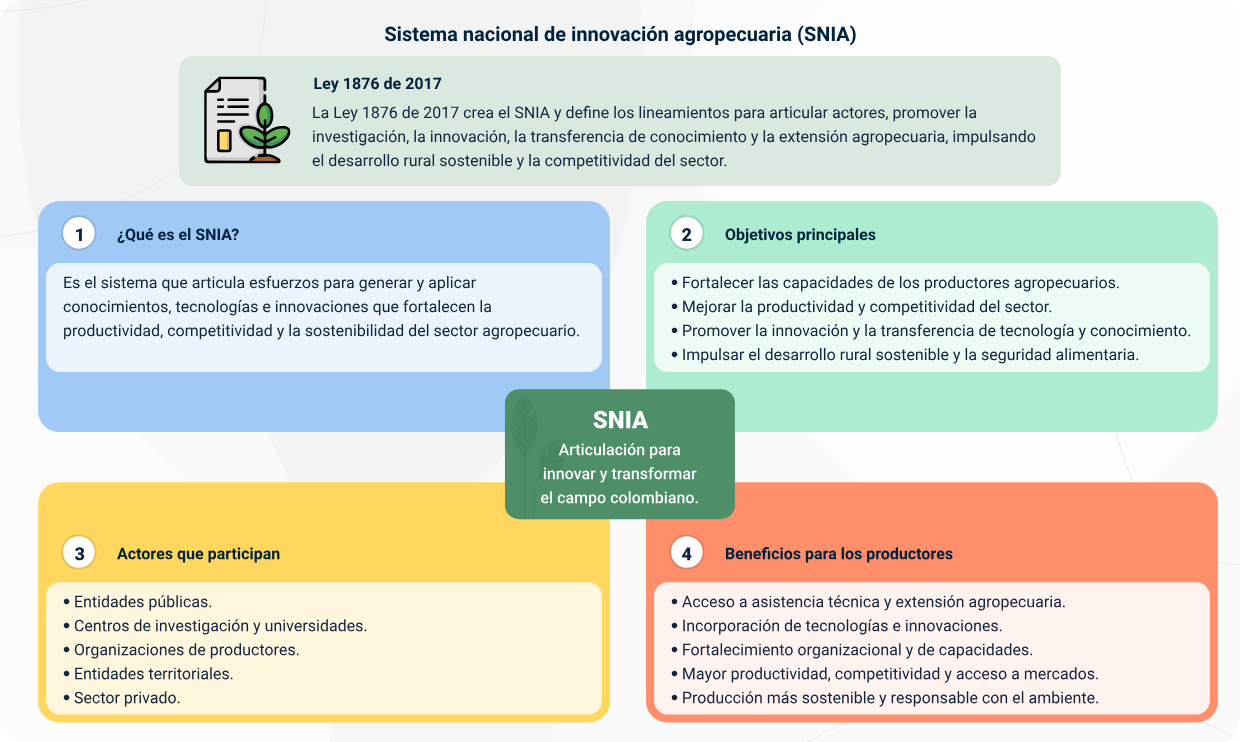 Sistema nacional de innovación agropecuaria (SNIA)
Ley 1876 de 2017
La Ley 1876 de 2017 crea el SNIA y define los lineamientos para articular actores, promover la
investigación, la innovación, la transferencia de conocimiento y la extensión agropecuaria, impulsando
el desarrollo rural sostenible y la competitividad del sector.
1 ¿Qué es el SNIA?
Es el sistema que articula esfuerzos para generar y aplicar
conocimientos, tecnologías e innovaciones que fortalecen la
productividad, competitividad y la sostenibilidad del sector agropecuario.
2 Objetivos principales
• Fortalecer las capacidades de los productores agropecuarios.
• Mejorar la productividad y competitividad del sector.
• Promover la innovación y la transferencia de tecnología y conocimiento.
• Impulsar el desarrollo rural sostenible y la seguridad alimentaria.
SNIA
Articulación para
innovar y transformar
el campo colombiano.
3 Actores que participan
• Entidades públicas.
• Centros de investigación y universidades.
• Organizaciones de productores.
• Entidades territoriales.
• Sector privado.
4 Beneficios para los productores
• Acceso a asistencia técnica y extensión agropecuaria.
• Incorporación de tecnologías e innovaciones.
• Fortalecimiento organizacional y de capacidades.
• Mayor productividad, competitividad y acceso a mercados.
• Producción más sostenible y responsable con el ambiente.